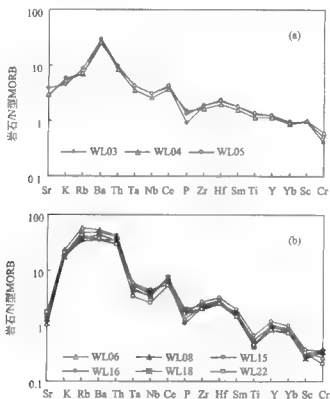 100
(a)
10
岩石/N型MORB
1
WL03 WL04 WL05
0 1
Sr K Rb Ba Th Ta Nb Ce P Zr Hf Sm Ti Y Yb Sc Cr
100
(b)
10
岩石/N型MORB
1
WL06 WL08 WL15
WL16 WL18 WL22
0.1
Sr K Rb Ba Th Ta Nb Ce P Zr Hf Sm Ti Y Yb Sc Cr